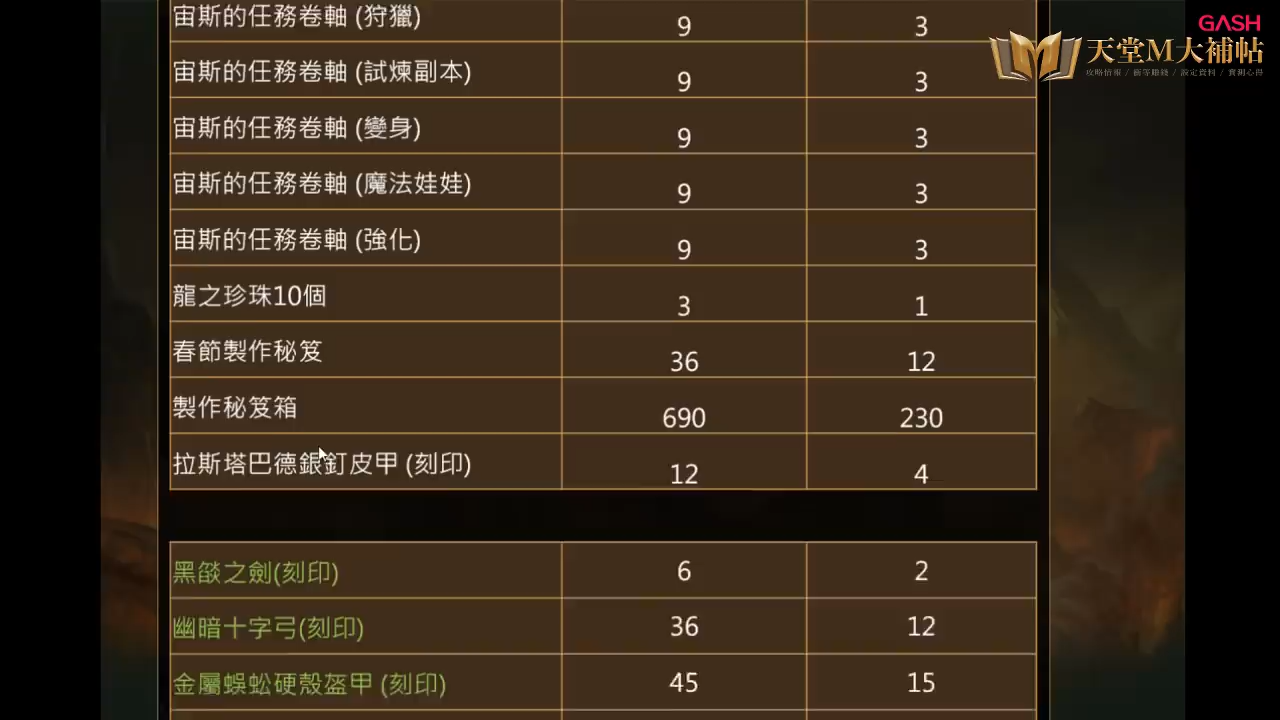 宙斯的任務卷軸 (狩獵) 9 3
宙斯的任務卷軸 (試煉副本) 9 3
宙斯的任務卷軸 (變身) 9 3
宙斯的任務卷軸 (魔法娃娃) 9 3
宙斯的任務卷軸 (強化) 9 3
龍之珍珠10個 3 1
春節製作秘笈 36 12
製作秘笈箱 690 230
拉斯塔巴德銀釘皮甲 (刻印) 12 4
黑燄之劍(刻印) 6 2
幽暗十字弓(刻印) 36 12
金屬蜈蚣硬殼盔甲 (刻印) 45 15
GASH
天堂M大補帖